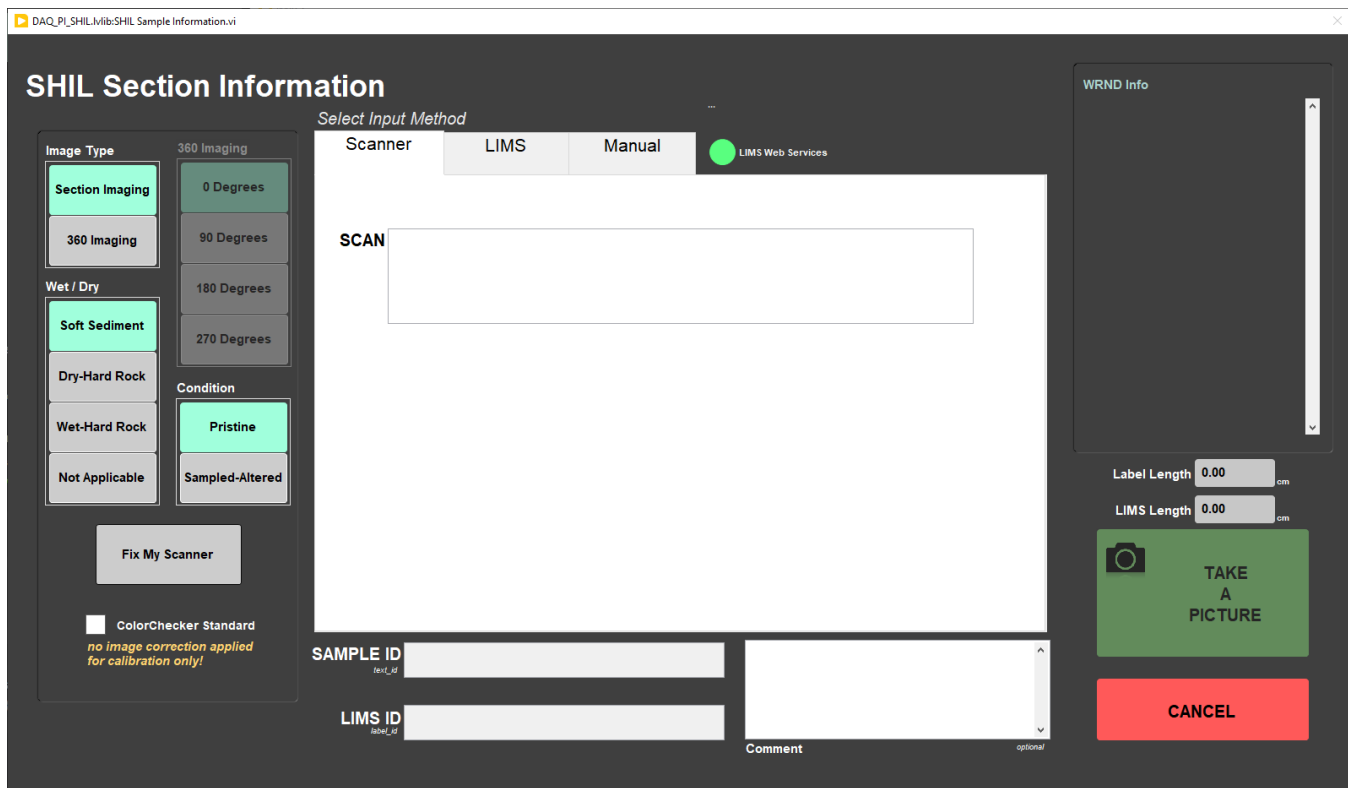 DAQ_PI_SHIL.lvlib:SHIL Sample Information.vi
SHIL Section Information
Select Input Method
...
Scanner
LIMS
Manual
LIMS Web Services
Image Type
Section Imaging
360 Imaging
360 Imaging
0 Degrees
90 Degrees
180 Degrees
270 Degrees
Wet / Dry
Soft Sediment
Dry-Hard Rock
Wet-Hard Rock
Not Applicable
Condition
Pristine
Sampled-Altered
Fix My Scanner
ColorChecker Standard
no image correction applied
for calibration only!
SCAN
SAMPLE ID
text_id
LIMS ID
label_id
Comment
optional
WRND Info
Label Length 0.00 cm
LIMS Length 0.00 cm
TAKE
A
PICTURE
CANCEL